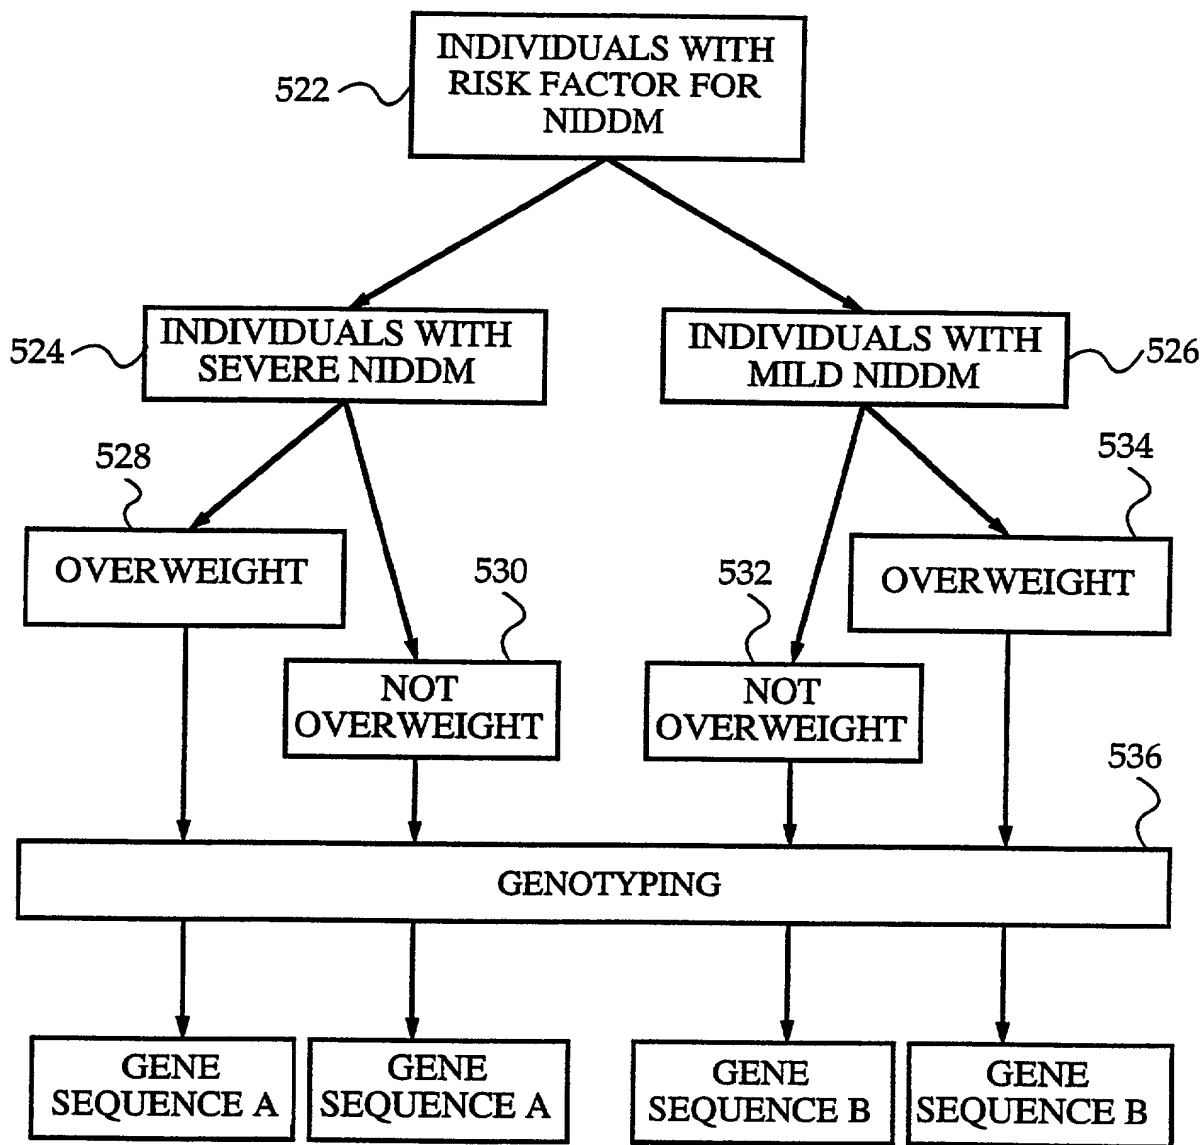 INDIVIDUALS WITH
RISK FACTOR FOR
NIDDM
522
524
INDIVIDUALS WITH
SEVERE NIDDM
INDIVIDUALS WITH
MILD NIDDM
526
528
534
OVERWEIGHT
530
532
OVERWEIGHT
NOT
OVERWEIGHT
NOT
OVERWEIGHT
536
GENOTYPING
GENE
SEQUENCE A
GENE
SEQUENCE A
GENE
SEQUENCE B
GENE
SEQUENCE B